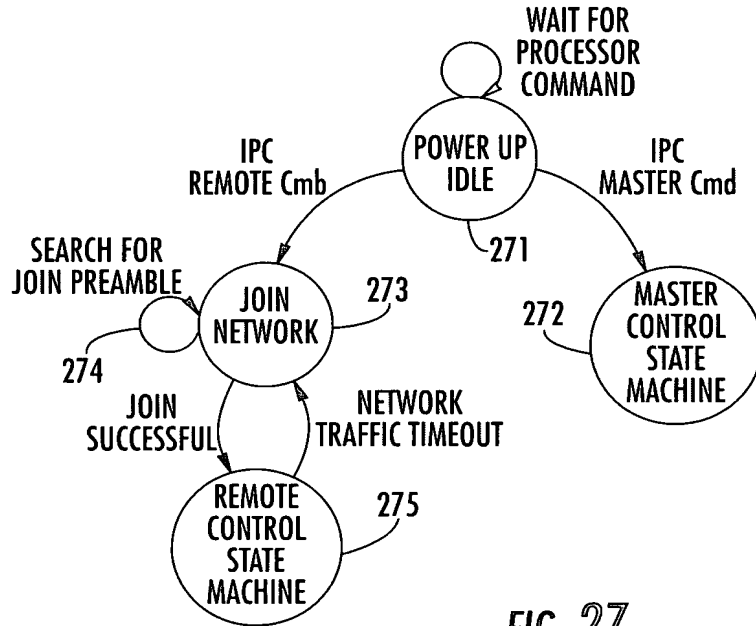 WAIT FOR
PROCESSOR
COMMAND
POWER UP
IDLE
271
IPC
REMOTE Cmb
IPC
MASTER Cmd
SEARCH FOR
JOIN PREAMBLE
274
JOIN
NETWORK
273
272
MASTER
CONTROL
STATE
MACHINE
JOIN
SUCCESSFUL
NETWORK
TRAFFIC TIMEOUT
REMOTE
CONTROL
STATE
MACHINE
275
FIG. 27